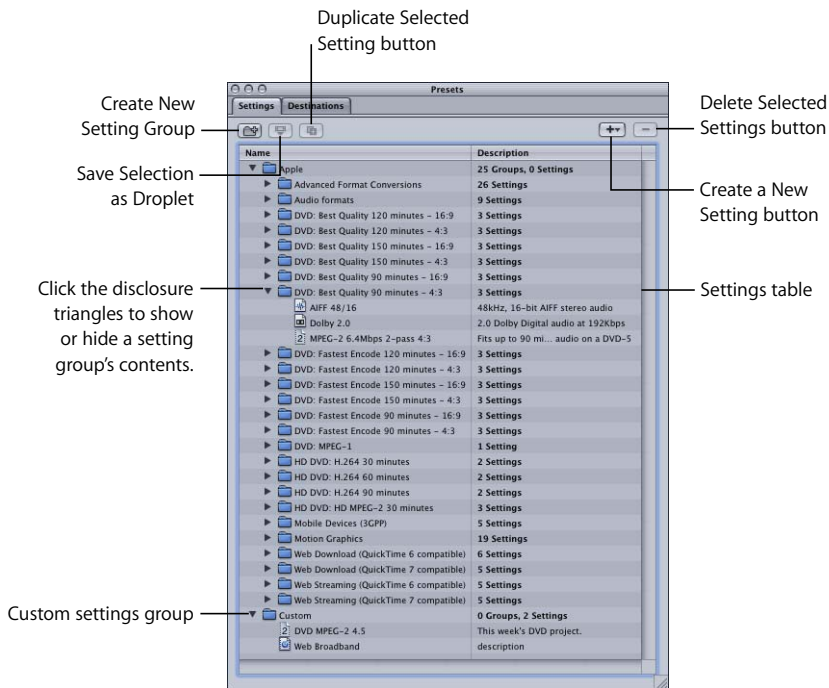 Duplicate Selected
Setting button
Create New
Setting Group
Save Selection
as Droplet
Click the disclosure
triangles to show
or hide a setting
group's contents.
Custom settings group
Delete Selected
Settings button
Create a New
Setting button
Settings table
Presets
Settings Destinations
Name Description
Apple 25 Groups, 0 Settings
Advanced Format Conversions 26 Settings
Audio formats 9 Settings
DVD: Best Quality 120 minutes – 16:9 3 Settings
DVD: Best Quality 120 minutes – 4:3 3 Settings
DVD: Best Quality 150 minutes – 16:9 3 Settings
DVD: Best Quality 150 minutes – 4:3 3 Settings
DVD: Best Quality 90 minutes – 16:9 3 Settings
DVD: Best Quality 90 minutes – 4:3 3 Settings
AIFF 48/16 48kHz, 16-bit AIFF stereo audio
Dolby 2.0 2.0 Dolby Digital audio at 192Kbps
2 MPEG-2 6.4Mbps 2-pass 4:3 Fits up to 90 mi... audio on a DVD-5
DVD: Fastest Encode 120 minutes – 16:9 3 Settings
DVD: Fastest Encode 120 minutes – 4:3 3 Settings
DVD: Fastest Encode 150 minutes – 16:9 3 Settings
DVD: Fastest Encode 150 minutes – 4:3 3 Settings
DVD: Fastest Encode 90 minutes – 16:9 3 Settings
DVD: Fastest Encode 90 minutes – 4:3 3 Settings
DVD: MPEG-1 1 Setting
HD DVD: H.264 30 minutes 2 Settings
HD DVD: H.264 60 minutes 2 Settings
HD DVD: H.264 90 minutes 2 Settings
HD DVD: HD MPEG-2 30 minutes 3 Settings
Mobile Devices (3GPP) 5 Settings
Motion Graphics 19 Settings
Web Download (QuickTime 6 compatible) 6 Settings
Web Download (QuickTime 7 compatible) 5 Settings
Web Streaming (QuickTime 6 compatible) 5 Settings
Web Streaming (QuickTime 7 compatible) 5 Settings
Custom 0 Groups, 2 Settings
2 DVD MPEG-2 4.5 This week's DVD project.
Web Broadband description